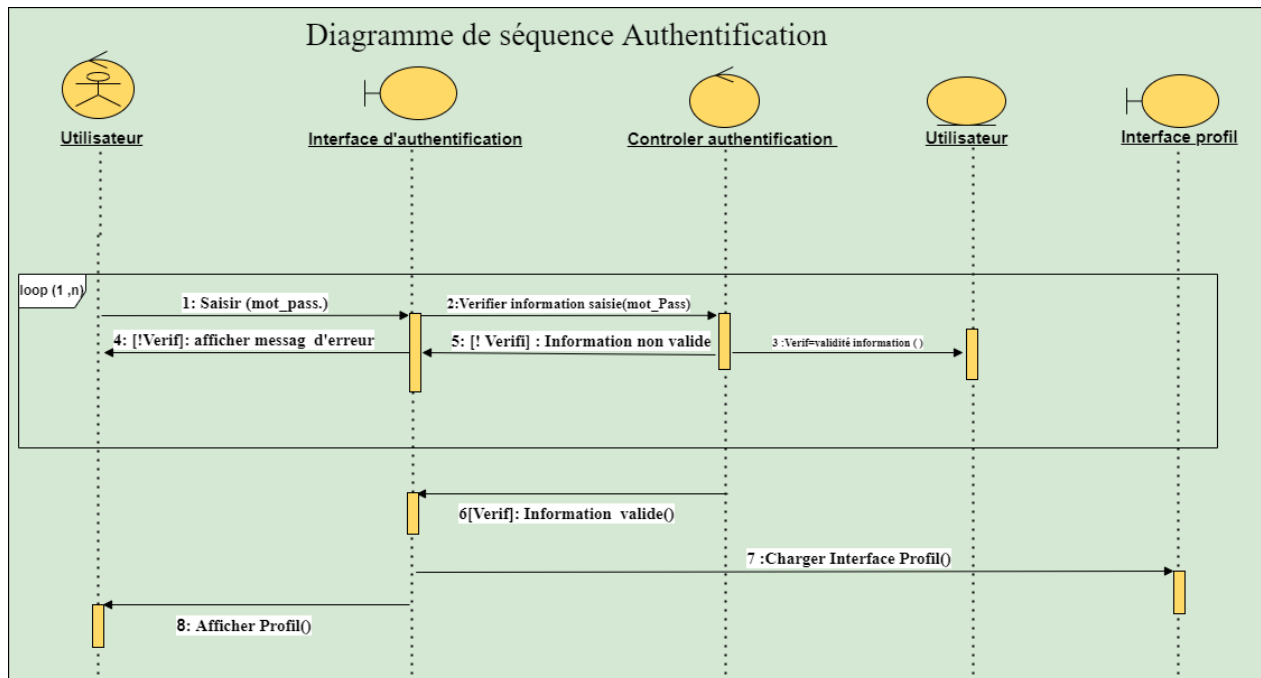 Diagramme de séquence Authentification
Utilisateur
Interface d'authentification
Controler authentification
Utilisateur
Interface profil
loop (1 ,n)
1: Saisir (mot_pass.)
2:Verifier information saisie(mot_Pass)
4: [!Verif]: afficher messag d'erreur
5: [! Verifi] : Information non valide
3 :Verif=validité information ( )
6[Verif]: Information valide()
7 :Charger Interface Profil()
8: Afficher Profil()